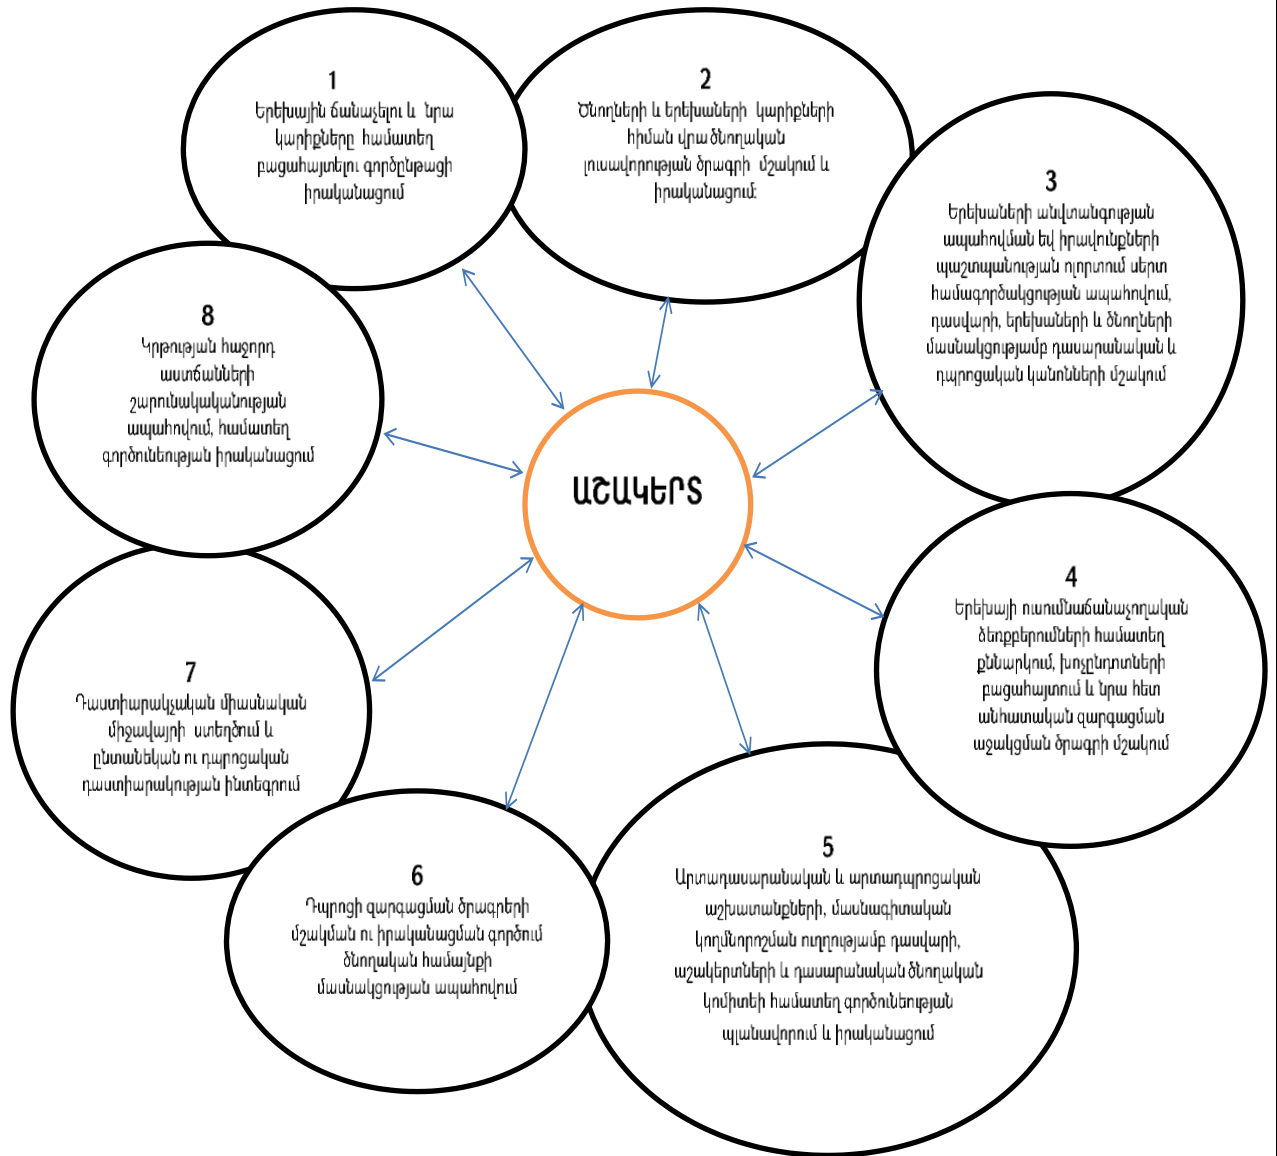 1
Երեխային ճանաչելու և նրա
կարիքները համատեղ
բացահայտելու գործընթացի
իրականացում
2
Ծնողների և երեխաների կարիքների
հիման վրա ծնողական
լուսավորության ծրագրի մշակում և
իրականացում:
3
Երեխաների անվտանգության
ապահովման եվ իրավունքների
պաշտպանության ոլորտում սերտ
համագործակցության ապահովում,
դասվարի, երեխաների և ծնողների
մասնակցությամբ դասարանական և
դպրոցական կանոնների մշակում
8
Կրթության հաջորդ
աստճանների
շարունակականության
ապահովում, համատեղ
գործունեության իրականացում
ԱՇԱԿԵՐՏ
4
Երեխայի ուսումնաճանաչողական
ձեռքբերումների համատեղ
քննարկում, խոչընդոտների
բացահայտում և նրա հետ
անհատական զարգացման
աջակցման ծրագրի մշակում
7
Դաստիարակչական միասնական
միջավայրի ստեղծում և
ընտանեկան ու դպրոցական
դաստիարակության ինտեգրում
5
Արտադասարանական և արտադպրոցական
աշխատանքների, մասնագիտական
կողմնորոշման ուղղությամբ դասվարի,
աշակերտների և դասարանական ծնողական
կոմիտեի համատեղ գործունեության
պլանավորում և իրականացում
6
Դպրոցի զարգացման ծրագրերի
մշակման ու իրականացման գործում
ծնողական համայնքի
մասնակցության ապահովում